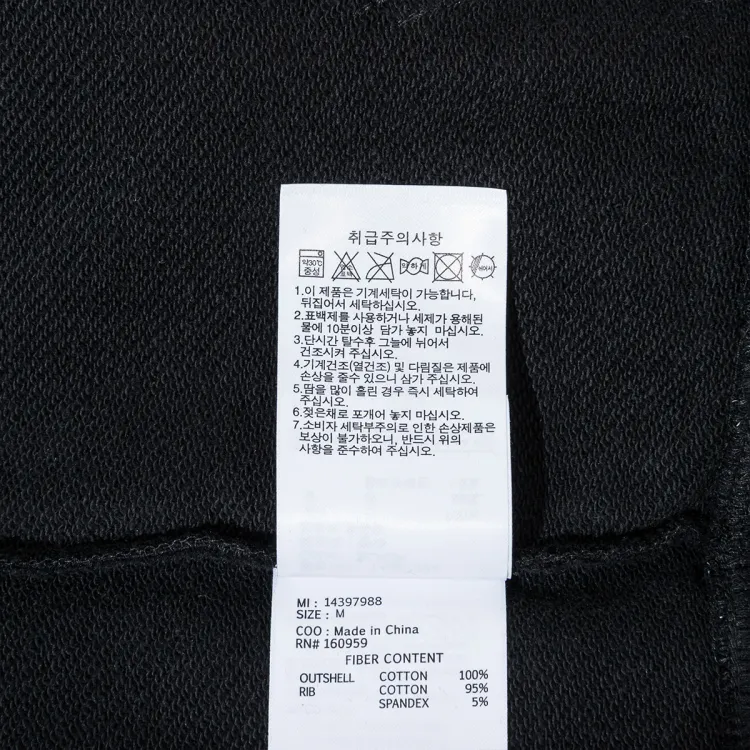 취급주의사항
약30℃
중성
약하게
1.이 제품은 기계세탁이 가능합니다,
뒤집어서 세탁하십시오.
2.표백제를 사용하거나 세제가 용해된
물에 10분이상 담가 놓지 마십시오.
3.단시간 탈수후 그늘에 뉘어서
건조시켜 주십시오.
4.기계건조(열건조) 및 다림질은 제품에
손상을 줄수 있으니 삼가 주십시오.
5.땀을 많이 흘린 경우 즉시 세탁하여
주십시오.
6.젖은채로 포개어 놓지 마십시오.
7.소비자 세탁부주의로 인한 손상제품은
보상이 불가하오니, 반드시 위의
사항을 준수하여 주십시오.
MI : 14397988
SIZE : M
COO : Made in China
RN# 160959
FIBER CONTENT
OUTSHELL COTTON 100%
RIB COTTON 95%
SPANDEX 5%